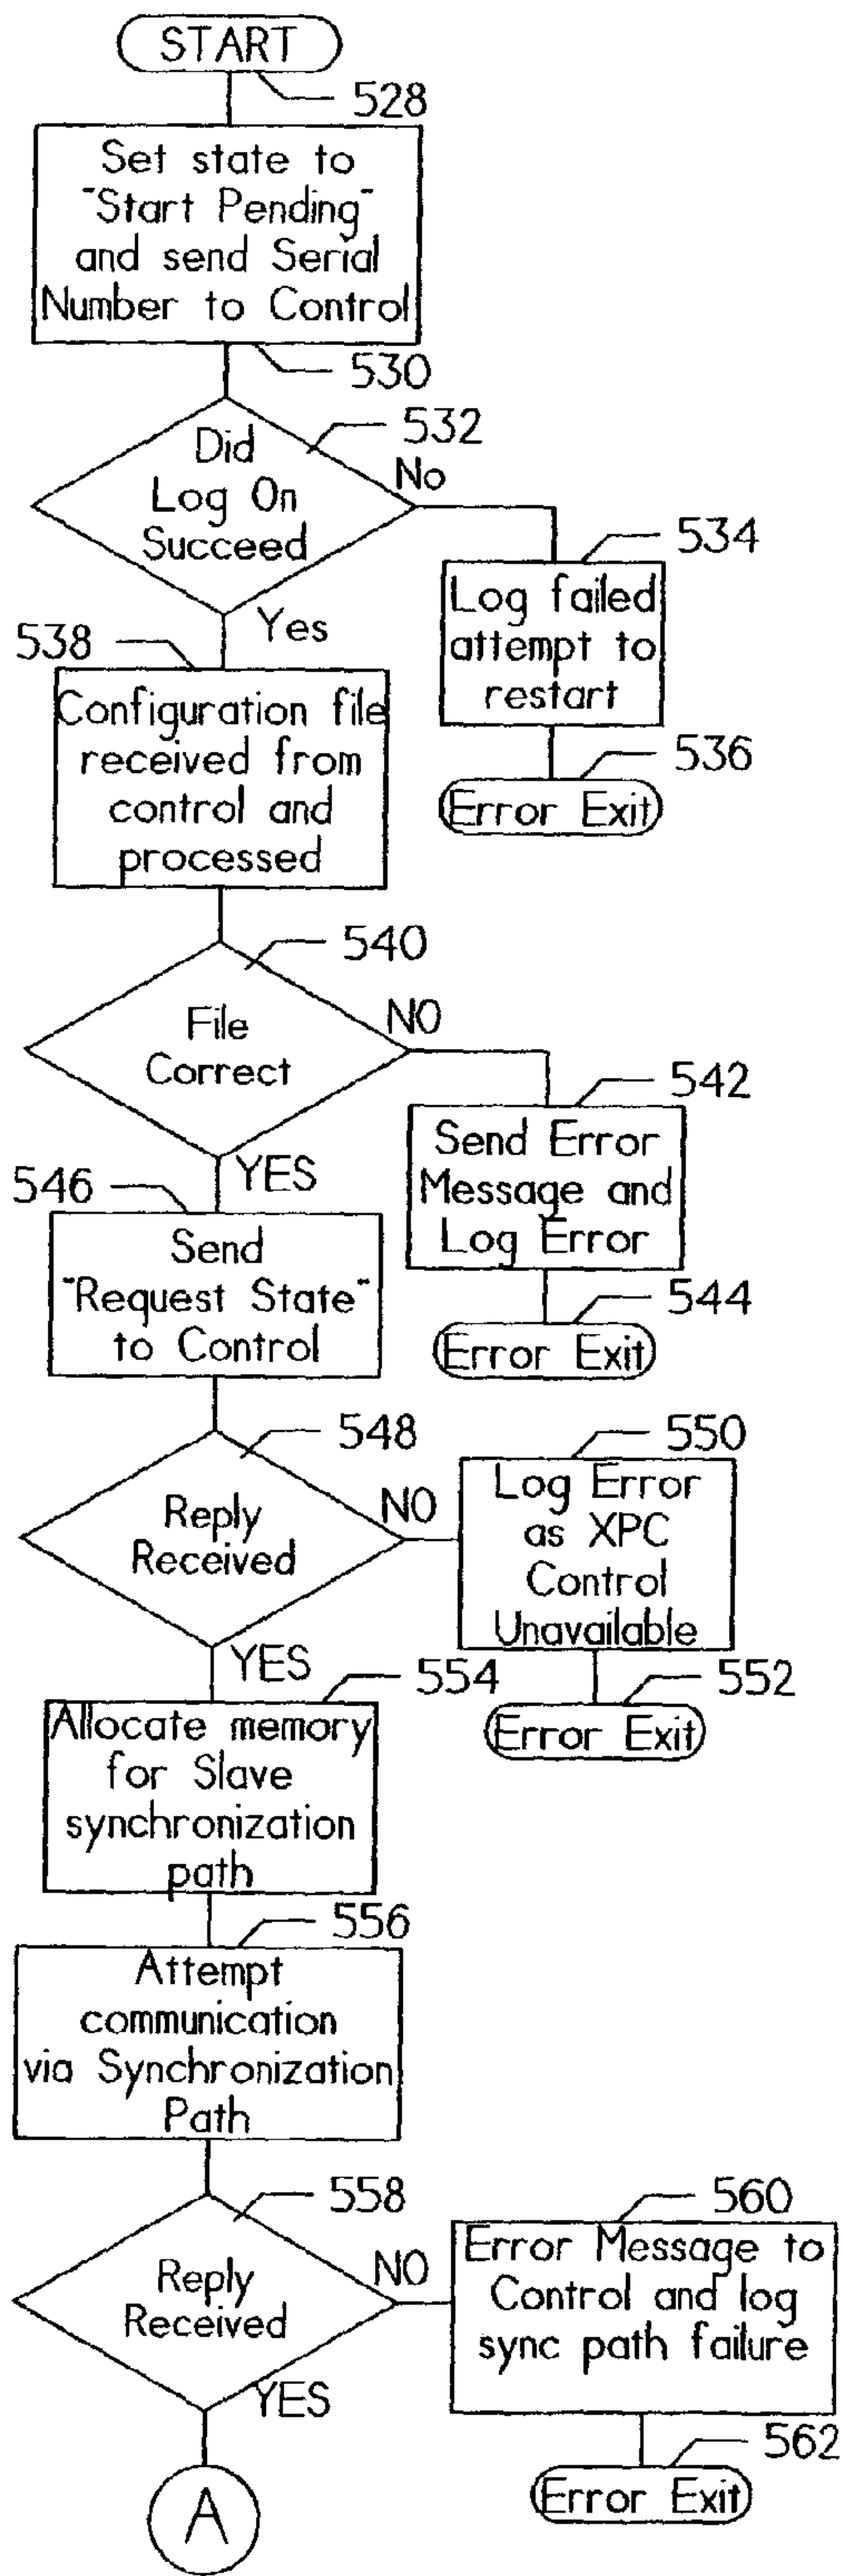 START
528
Set state to
"Start Pending"
and send Serial
Number to Control
530
532
Did
Log On
Succeed
No
534
Log failed
attempt to
restart
Yes
538
536
Error Exit
Configuration file
received from
control and
processed
540
File
Correct
NO
542
Send Error
Message and
Log Error
YES
546
544
Error Exit
Send
"Request State"
to Control
548
Reply
Received
NO
550
Log Error
as XPC
Control
Unavailable
YES
554
552
Error Exit
Allocate memory
for Slave
synchronization
path
556
Attempt
communication
via Synchronization
Path
558
Reply
Received
NO
560
Error Message to
Control and log
sync path failure
YES
562
Error Exit
A